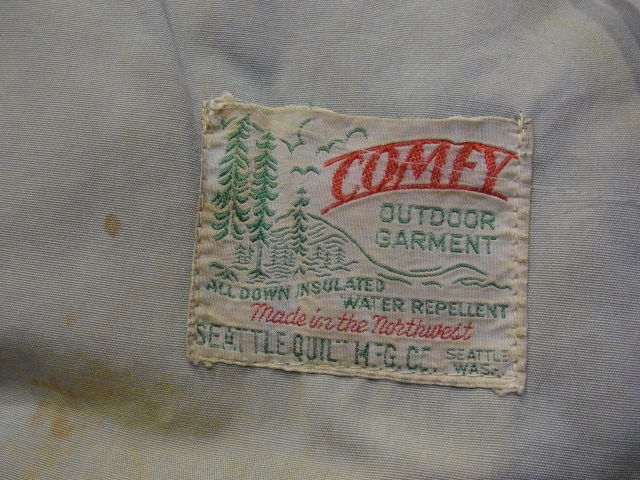 COMFY
OUTDOOR
GARMENT
ALL DOWN INSULATED
WATER REPELLENT
Made in the Northwest
SEATTLE QUILT MFG. CO.
SEATTLE
WASH.